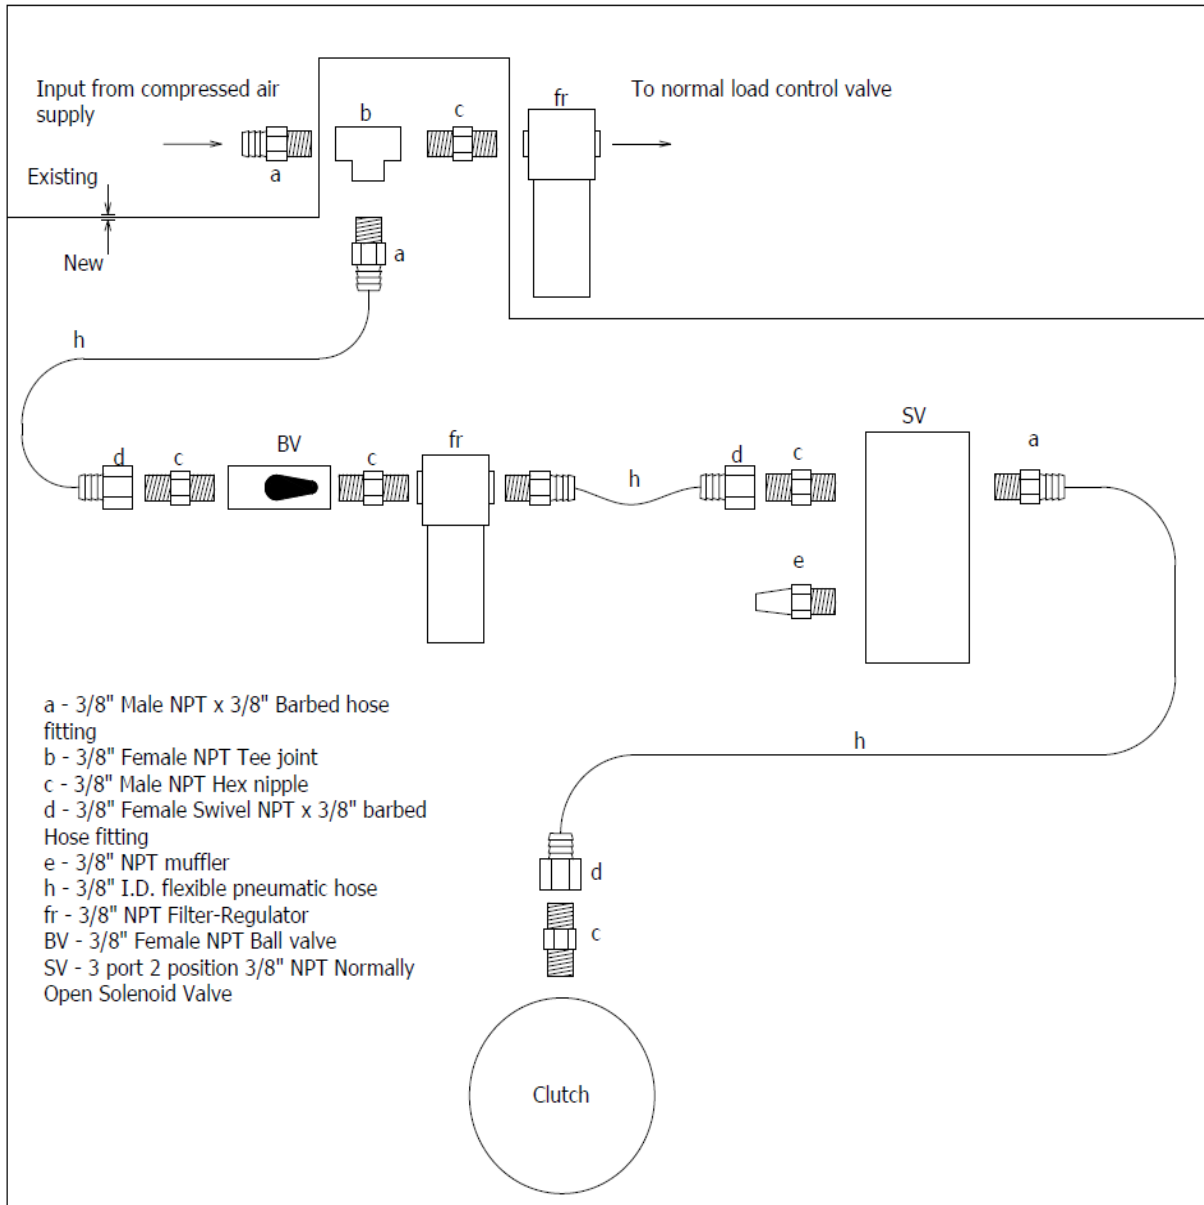 Input from compressed air
supply
To normal load control valve
b
c
fr
a
Existing
New
a
h
SV
BV
fr
a
d
c
c
d
c
h
e
a - 3/8" Male NPT x 3/8" Barbed hose
fitting
b - 3/8" Female NPT Tee joint
c - 3/8" Male NPT Hex nipple
d - 3/8" Female Swivel NPT x 3/8" barbed
Hose fitting
e - 3/8" NPT muffler
h - 3/8" I.D. flexible pneumatic hose
fr - 3/8" NPT Filter-Regulator
BV - 3/8" Female NPT Ball valve
SV - 3 port 2 position 3/8" NPT Normally
Open Solenoid Valve
h
d
c
Clutch